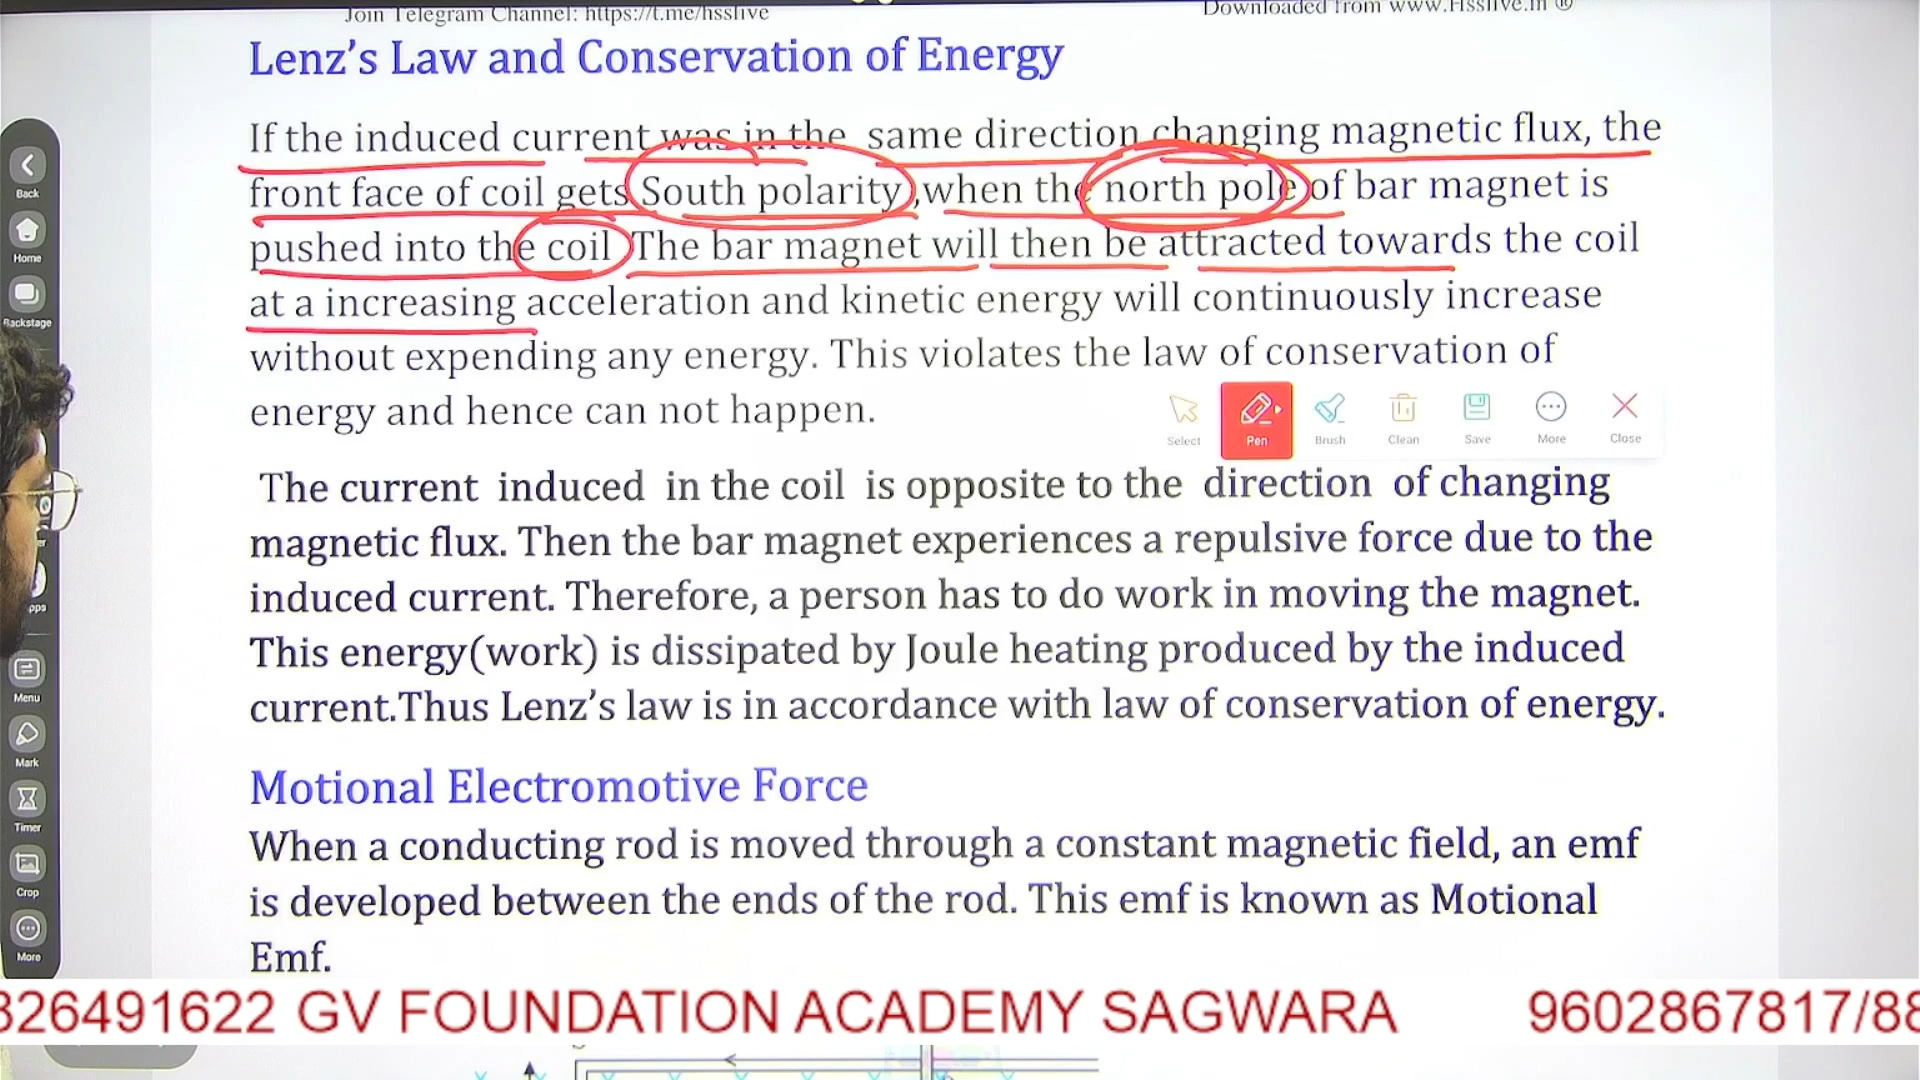 Join Telegram Channel: https://t.me/hsslive
Downloaded from www.Hsslive.in ®
Lenz's Law and Conservation of Energy
If the induced current was in the same direction changing magnetic flux, the
front face of coil gets South polarity ,when the north pole of bar magnet is
pushed into the coil The bar magnet will then be attracted towards the coil
at a increasing acceleration and kinetic energy will continuously increase
without expending any energy. This violates the law of conservation of
energy and hence can not happen.
Select
Pen
Brush
Clean
Save
More
Close
The current induced in the coil is opposite to the direction of changing
magnetic flux. Then the bar magnet experiences a repulsive force due to the
induced current. Therefore, a person has to do work in moving the magnet.
This energy(work) is dissipated by Joule heating produced by the induced
current.Thus Lenz's law is in accordance with law of conservation of energy.
Motional Electromotive Force
When a conducting rod is moved through a constant magnetic field, an emf
is developed between the ends of the rod. This emf is known as Motional
Emf.
Back
Home
Backstage
Menu
Mark
Timer
Crop
More
326491622 GV FOUNDATION ACADEMY SAGWARA 9602867817/88